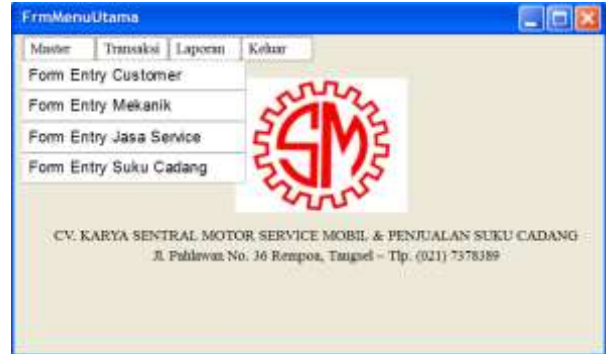 FrmMenuUtama
Master Transaksi Laporan Keluar
Form Entry Customer
Form Entry Mekanik
Form Entry Jasa Service
Form Entry Suku Cadang
SM
CV. KARYA SENTRAL MOTOR SERVICE MOBIL & PENJUALAN SUKU CADANG
Jl. Pahlawan No. 36 Rempoa, Tangsel – Tlp. (021) 7378389